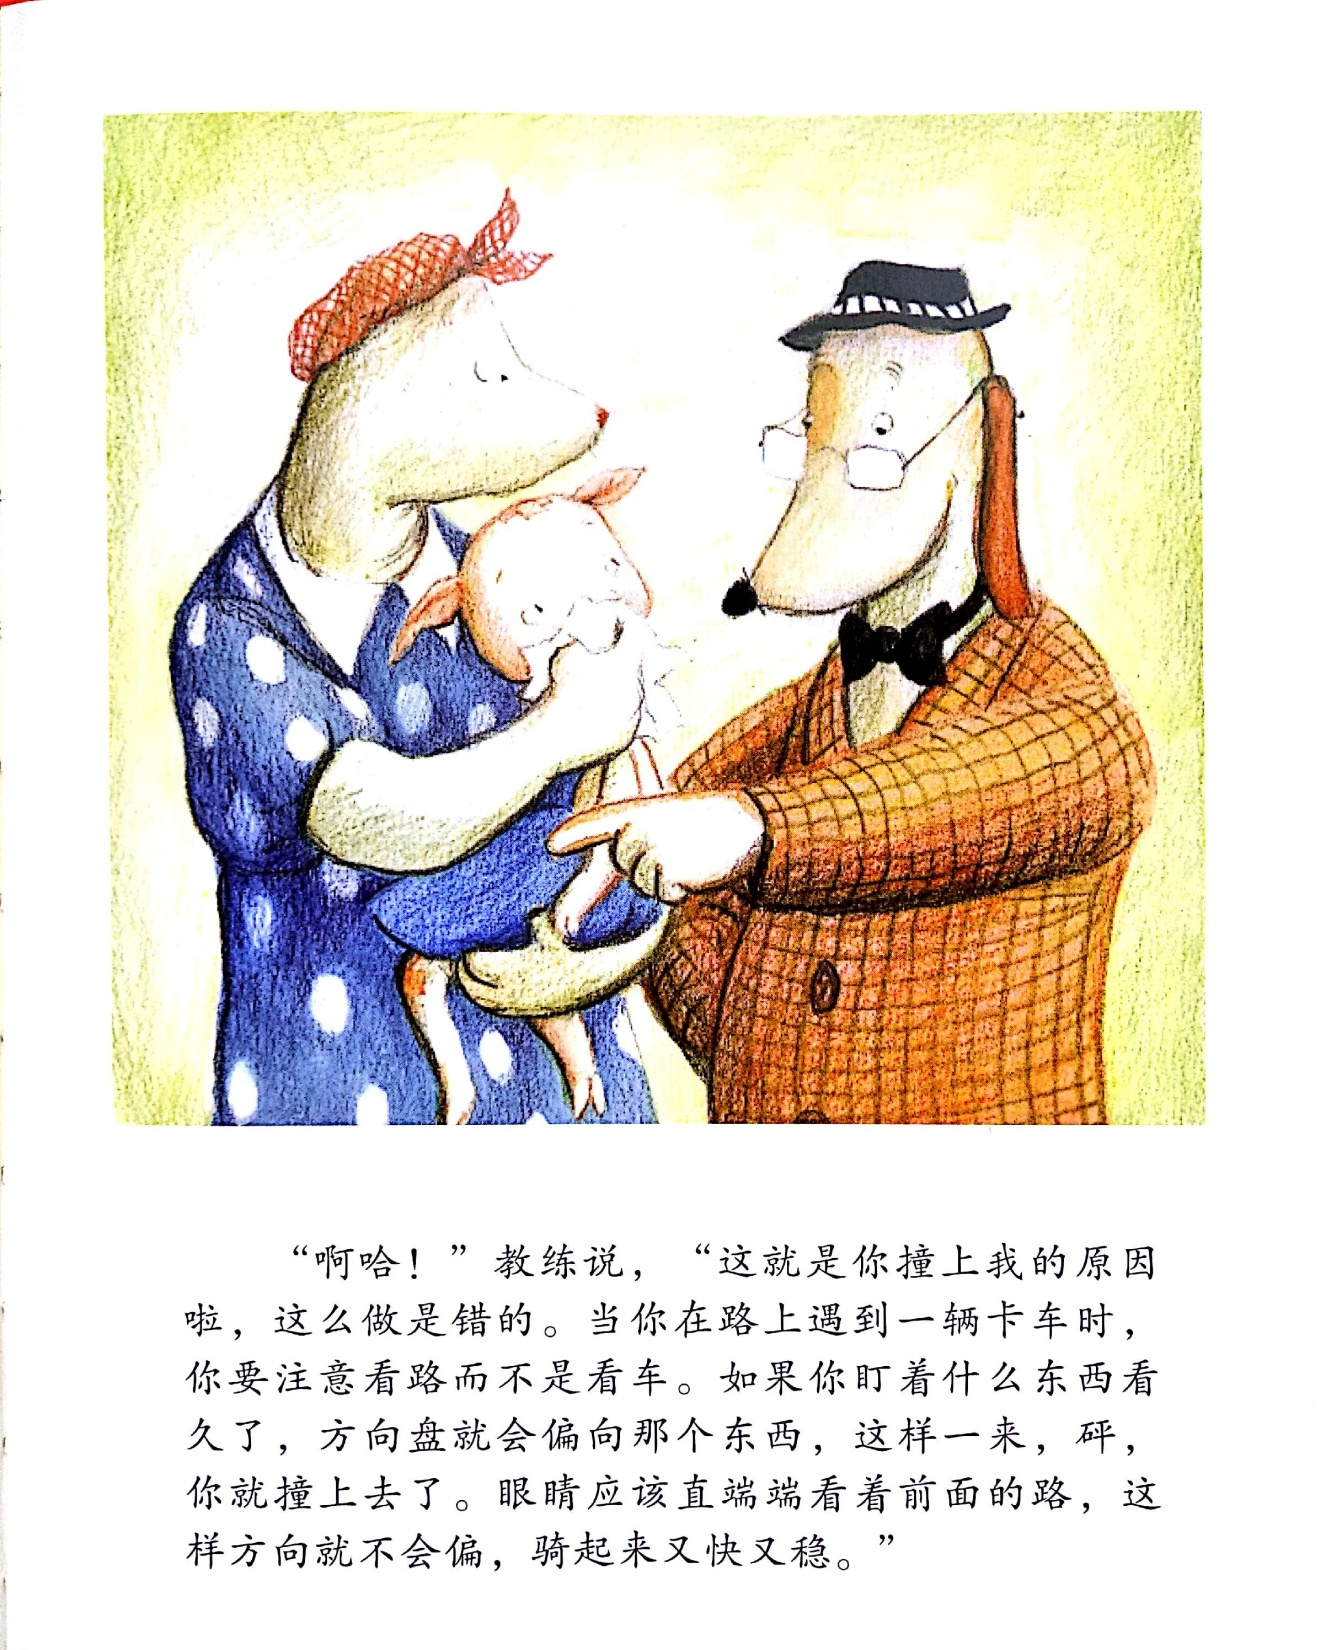 “啊哈！”教练说，“这就是你撞上我的原因
啦，这么做是错的。当你在路上遇到一辆卡车时，
你要注意看路而不是看车。如果你盯着什么东西看
久了，方向盘就会偏向那个东西，这样一来，砰，
你就撞上去了。眼睛应该直端端看着前面的路，这
样方向就不会偏，骑起来又快又稳。”